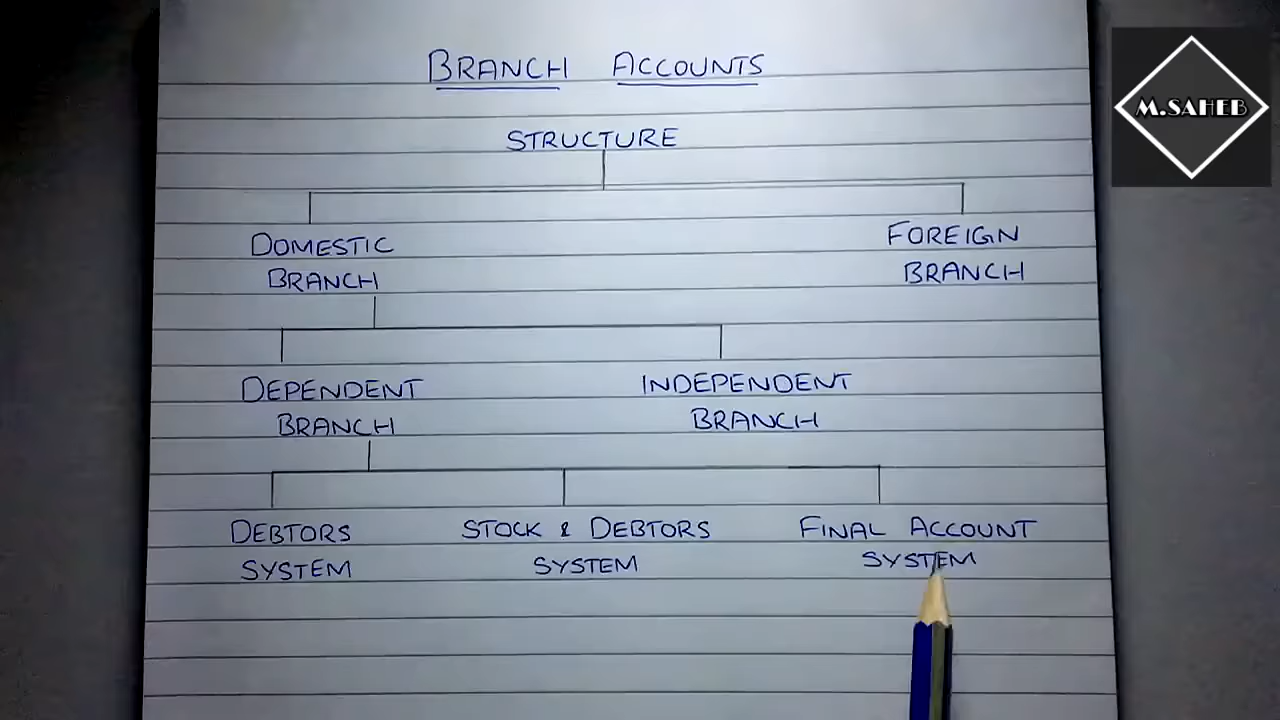 BRANCH ACCOUNTS
M.SAHEB
STRUCTURE
DOMESTIC BRANCH
FOREIGN BRANCH
DEPENDENT BRANCH
INDEPENDENT BRANCH
DEBTORS SYSTEM
STOCK & DEBTORS SYSTEM
FINAL ACCOUNT SYSTEM